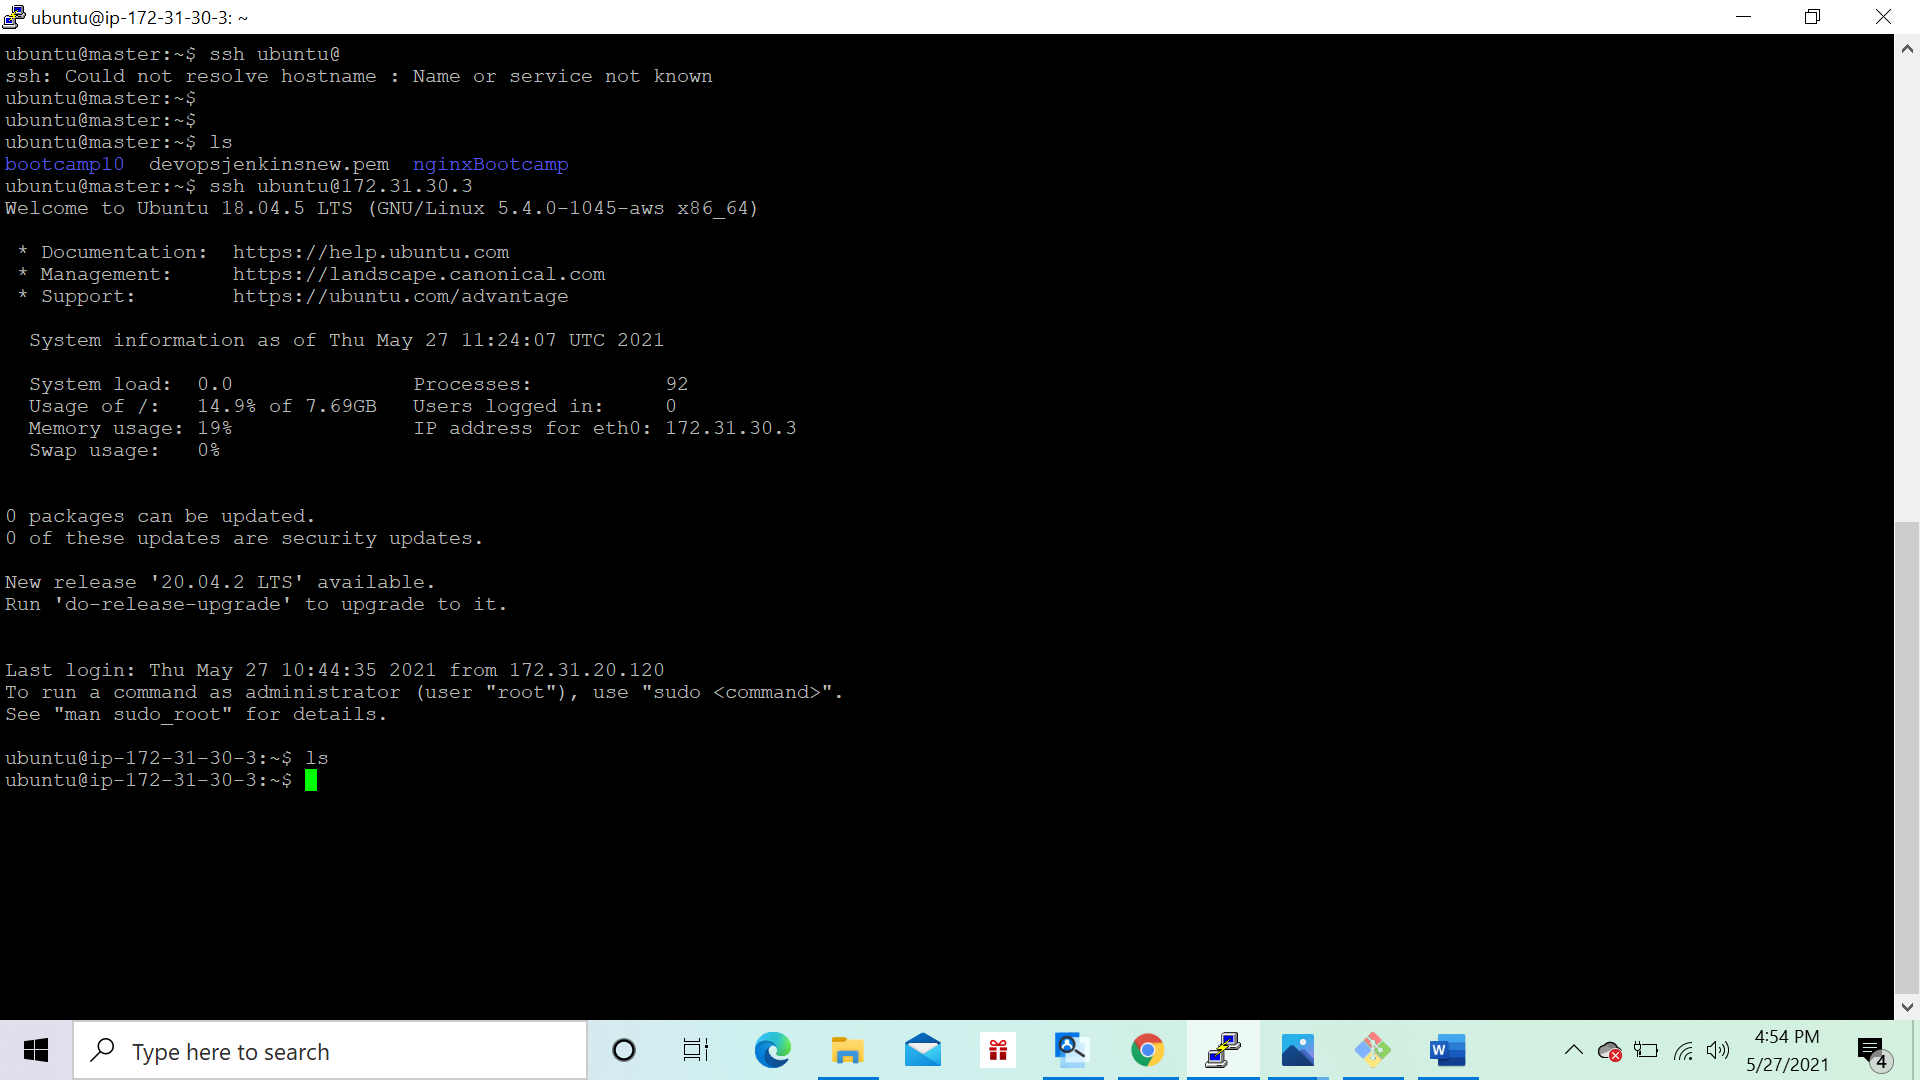 ubuntu@ip-172-31-30-3: ~
ubuntu@master:~$ ssh ubuntu@
ssh: Could not resolve hostname : Name or service not known
ubuntu@master:~$
ubuntu@master:~$
ubuntu@master:~$ ls
bootcamp10  devopsjenkinsnew.pem  nginxBootcamp
ubuntu@master:~$ ssh ubuntu@172.31.30.3
Welcome to Ubuntu 18.04.5 LTS (GNU/Linux 5.4.0-1045-aws x86_64)
 * Documentation:  https://help.ubuntu.com
 * Management:     https://landscape.canonical.com
 * Support:        https://ubuntu.com/advantage
  System information as of Thu May 27 11:24:07 UTC 2021
  System load:  0.0               Processes:           92
  Usage of /:   14.9% of 7.69GB   Users logged in:     0
  Memory usage: 19%               IP address for eth0: 172.31.30.3
  Swap usage:   0%
0 packages can be updated.
0 of these updates are security updates.
New release '20.04.2 LTS' available.
Run 'do-release-upgrade' to upgrade to it.
Last login: Thu May 27 10:44:35 2021 from 172.31.20.120
To run a command as administrator (user "root"), use "sudo <command>".
See "man sudo_root" for details.
ubuntu@ip-172-31-30-3:~$ ls
ubuntu@ip-172-31-30-3:~$
Type here to search
W
4:54 PM
5/27/2021
4